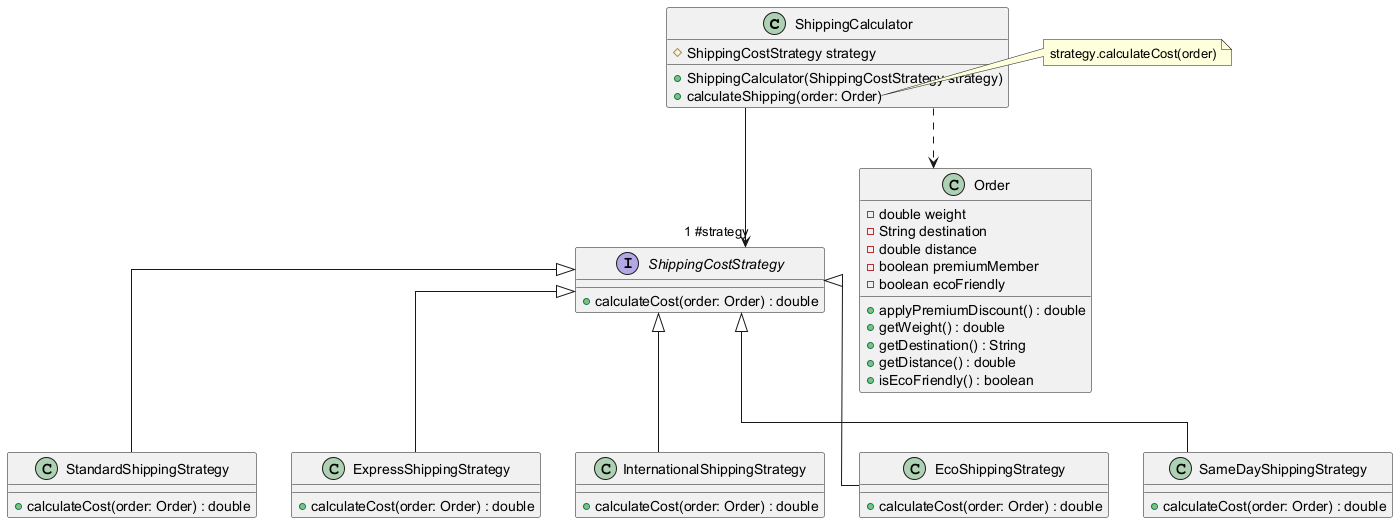 C ShippingCalculator
ShippingCostStrategy strategy
ShippingCalculator(ShippingCostStrategy strategy)
calculateShipping(order: Order)
strategy.calculateCost(order)
C Order
double weight
String destination
double distance
boolean premiumMember
boolean ecoFriendly
applyPremiumDiscount() : double
getWeight() : double
getDestination() : String
getDistance() : double
isEcoFriendly() : boolean
1 #strategy
I ShippingCostStrategy
calculateCost(order: Order) : double
C StandardShippingStrategy
calculateCost(order: Order) : double
C ExpressShippingStrategy
calculateCost(order: Order) : double
C InternationalShippingStrategy
calculateCost(order: Order) : double
C EcoShippingStrategy
calculateCost(order: Order) : double
C SameDayShippingStrategy
calculateCost(order: Order) : double